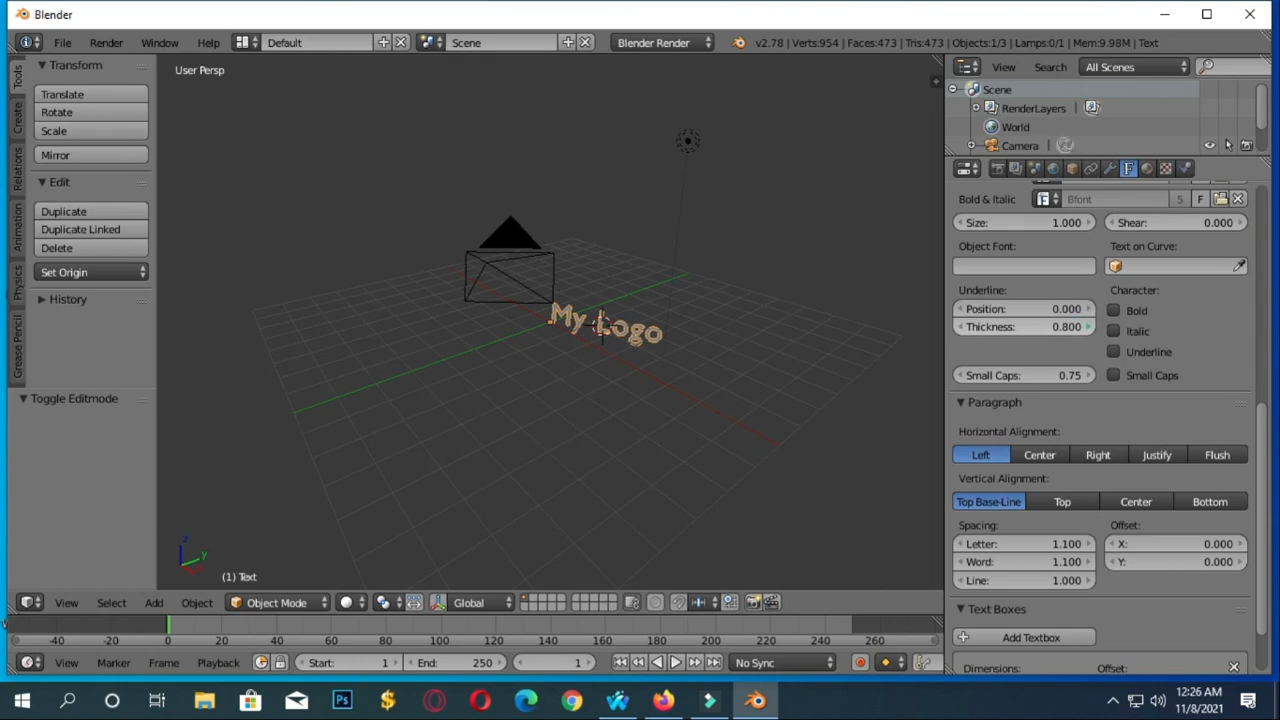 Blender
File Render Window Help Default Scene Blender Render v2.78 | Verts:954 | Faces:473 | Tris:473 | Objects:1/3 | Lamps:0/1 | Mem:9.98M | Text
Tools
Create
Relations
Animation
Physics
Grease Pencil
Transform
Translate
Rotate
Scale
Mirror
Edit
Duplicate
Duplicate Linked
Delete
Set Origin
History
Toggle Editmode
User Persp
My Logo
z
y
(1) Text
View Search All Scenes
Scene
RenderLayers
World
Camera
Bold & Italic Bfont 5 F
Size: 1.000 Shear: 0.000
Object Font: Text on Curve:
Underline: Character:
Position: 0.000 Bold
Thickness: 0.800 Italic
Underline
Small Caps: 0.75 Small Caps
Paragraph
Horizontal Alignment:
Left Center Right Justify Flush
Vertical Alignment:
Top Base-Line Top Center Bottom
Spacing: Offset:
Letter: 1.100 X: 0.000
Word: 1.100 Y: 0.000
Line: 1.000
Text Boxes
Add Textbox
Dimensions: Offset:
View Select Add Object Object Mode Global
-40 -20 0 20 40 60 80 100 120 140 160 180 200 220 240 260
View Marker Frame Playback Start: 1 End: 250 1 No Sync
12:26 AM
11/8/2021